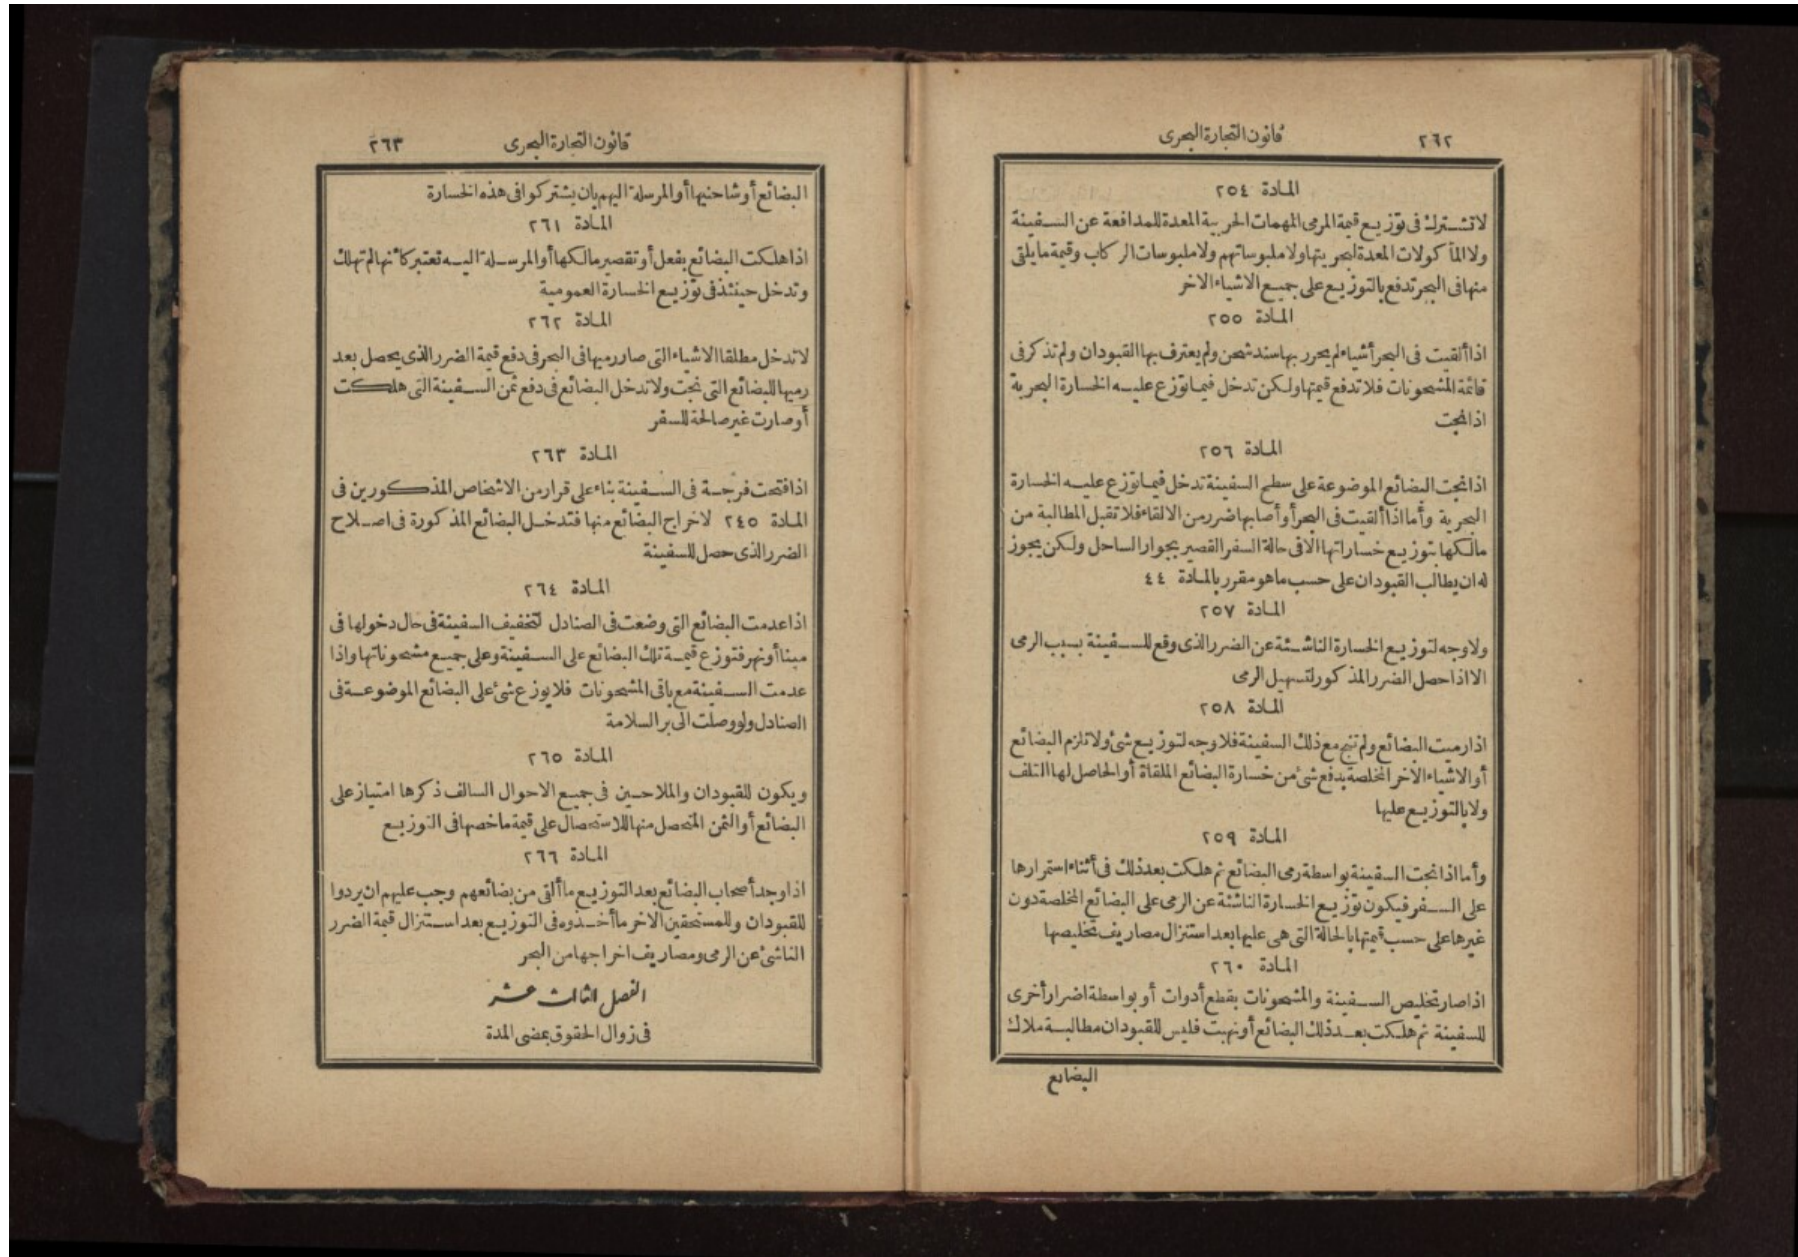 ٢٦٢
قانون التجارة البحرى
المادة ٢٥٤
لا تشترك فى توزيع قيمة المرمى المهمات الحربية المعدة للمدافعة عن السفينة
ولا المأكولات المعدة لبحريتها ولا ملبوساتهم ولا ملبوسات الركاب وقيمة ما يلقى
منها فى البحر تدفع بالتوزيع على جميع الاشياء الاخر
المادة ٢٥٥
اذا ألقيت فى البحر أشياء لم يحرر بها سند شحن ولم يعترف بها القبودان ولم تذكر فى
قائمة المشحونات فلا تدفع قيمتها ولكن تدخل فيما توزع عليه الخسارة البحرية
اذا نجت
المادة ٢٥٦
اذا نجت البضائع الموضوعة على سطح السفينة تدخل فيما توزع عليه الخسارة
البحرية وأما اذا ألقيت فى البحر أو أصابها ضرر من الالقاء فلا تقبل المطالبة من
مالكها بتوزيع خساراتها الا فى حالة السفر القصير بجوار الساحل ولكن يجوز
له ان يطالب القبودان على حسب ما هو مقرر بالمادة ٤٤
المادة ٢٥٧
ولا وجه لتوزيع الخسارة الناشئة عن الضرر الذى وقع للسفينة بسبب الرمى
الا اذا حصل الضرر المذكور لتسهيل الرمى
المادة ٢٥٨
اذا رميت البضائع ولم تنج مع ذلك السفينة فلا وجه لتوزيع شئ ولا تلزم البضائع
أو الاشياء الاخر المخلصة بدفع شئ من خسارة البضائع الملقاة أو الحاصل لها التلف
ولا بالتوزيع عليها
المادة ٢٥٩
وأما اذا نجت السفينة بواسطة رمى البضائع ثم هلكت بعد ذلك فى أثناء استمرارها
على السفر فيكون توزيع الخسارة الناشئة عن الرمى على البضائع المخلصة دون
غيرها على حسب قيمتها بالحالة التى هى عليها بعد استنزال مصاريف تخليصها
المادة ٢٦٠
اذا صار تخليص السفينة والمشحونات بقطع أدوات أو بواسطة اضرار أخرى
للسفينة ثم هلكت بعد ذلك البضائع أو نهبت فليس للقبودان مطالبة ملاك
البضايع
قانون التجارة البحرى
٢٦٣
البضائع أو شاحنيها أو المرسلة اليهم بان يشتركوا فى هذه الخسارة
المادة ٢٦١
اذا هلكت البضائع بفعل أو تقصير مالكها أو المرسلة اليه تعتبر كأنها لم تهلك
وتدخل حينئذ فى توزيع الخسارة العمومية
المادة ٢٦٢
لا تدخل مطلقا الاشياء التى صار رميها فى البحر فى دفع قيمة الضرر الذى يحصل بعد
رميها للبضائع التى نجت ولا تدخل البضائع فى دفع ثمن السفينة التى هلكت
أو صارت غير صالحة للسفر
المادة ٢٦٣
اذا فتحت فرجة فى السفينة بناء على قرار من الاشخاص المذكورين فى
المادة ٢٤٥ لاخراج البضائع منها فتدخل البضائع المذكورة فى اصلاح
الضرر الذى حصل للسفينة
المادة ٢٦٤
اذا عدمت البضائع التى وضعت فى الصنادل لتخفيف السفينة فى حال دخولها فى
مينا أو نهر فتوزع قيمة تلك البضائع على السفينة وعلى جميع مشحوناتها واذا
عدمت السفينة مع باقى المشحونات فلا يوزع شئ على البضائع الموضوعة فى
الصنادل ولو وصلت الى بر السلامة
المادة ٢٦٥
ويكون للقبودان والملاحين فى جميع الاحوال السالف ذكرها امتياز على
البضائع أو الثمن المتحصل منها للاستحصال على قيمة ما خصها فى التوزيع
المادة ٢٦٦
اذا وجد أصحاب البضائع بعد التوزيع ما ألقى من بضائعهم وجب عليهم ان يردوا
للقبودان وللمستحقين الاخر ما أخذوه فى التوزيع بعد استنزال قيمة الضرر
الناشئ عن الرمى ومصاريف اخراجها من البحر
الفصل الثالث عشر
فى زوال الحقوق بمضى المدة